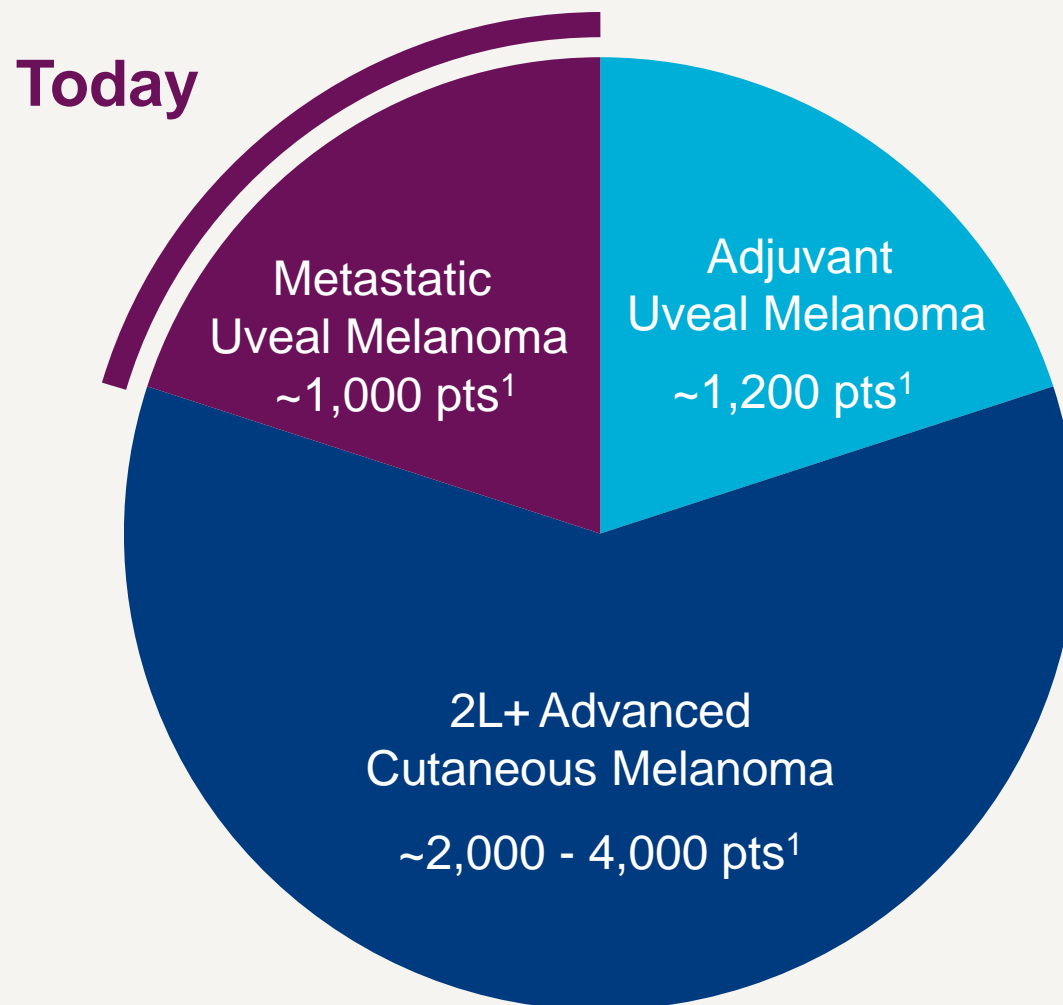 Today
Metastatic
Uveal Melanoma
~1,000 pts¹
Adjuvant
Uveal Melanoma
~1,200 pts¹
2L+ Advanced
Cutaneous Melanoma
~2,000 - 4,000 pts¹